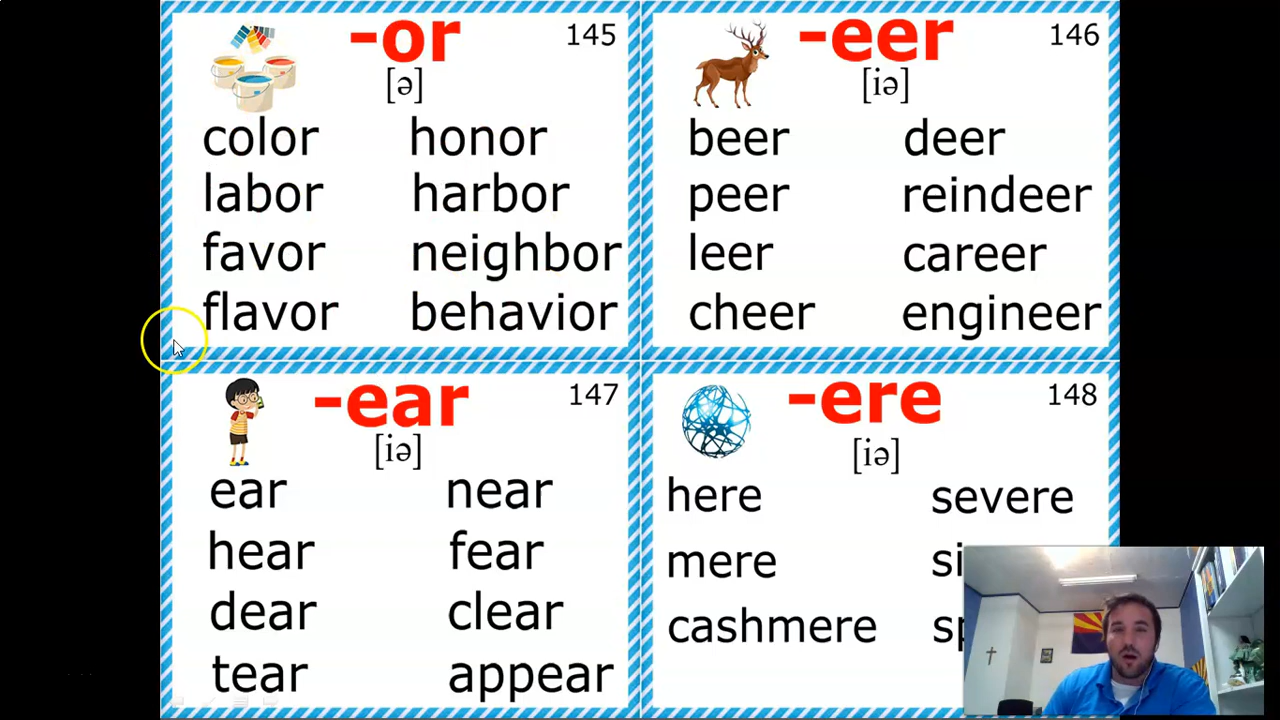 -or 145
[ə]
color honor
labor harbor
favor neighbor
flavor behavior
-eer 146
[iə]
beer deer
peer reindeer
leer career
cheer engineer
-ear 147
[iə]
ear near
hear fear
dear clear
tear appear
-ere 148
[iə]
here severe
mere
cashmere